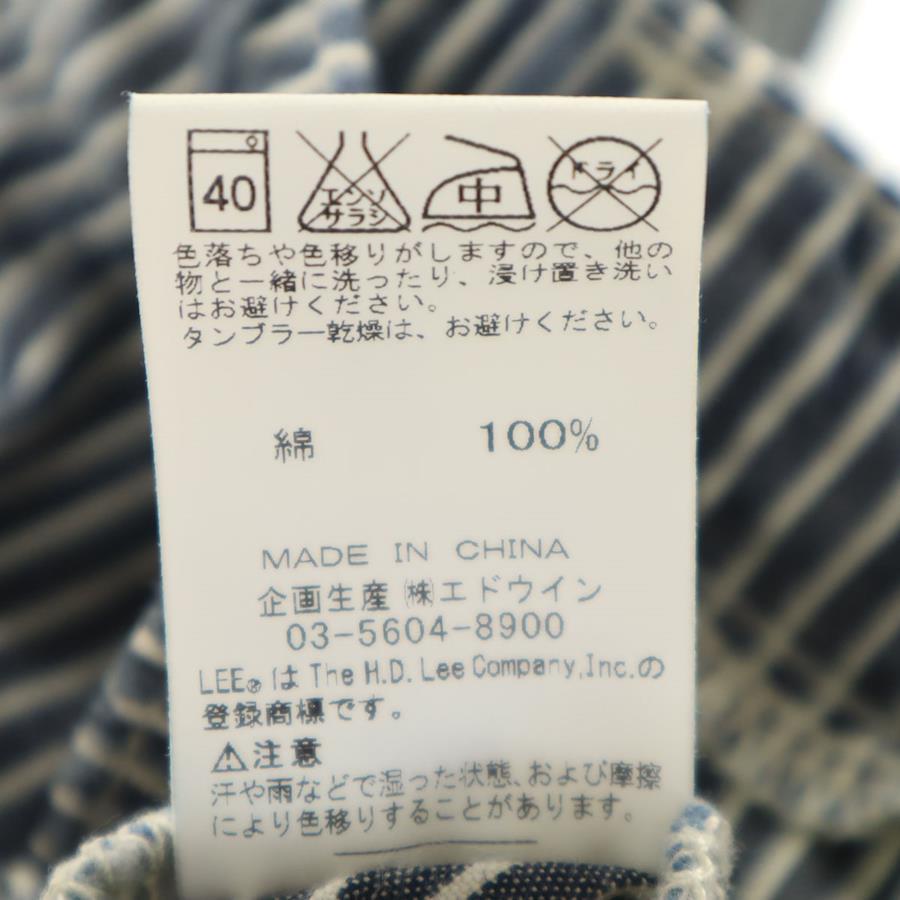 40 エンソサラシ 中 ドライ
色落ちや色移りがしますので、他の
物と一緒に洗ったり、浸け置き洗い
はお避けください。
タンブラー乾燥は、お避けください。
綿 100%
MADE IN CHINA
企画生産 ㈱エドウイン
03-5604-8900
LEE®はThe H.D. Lee Company,Inc.の
登録商標です。
⚠注意
汗や雨などで湿った状態、および摩擦
により色移りすることがあります。